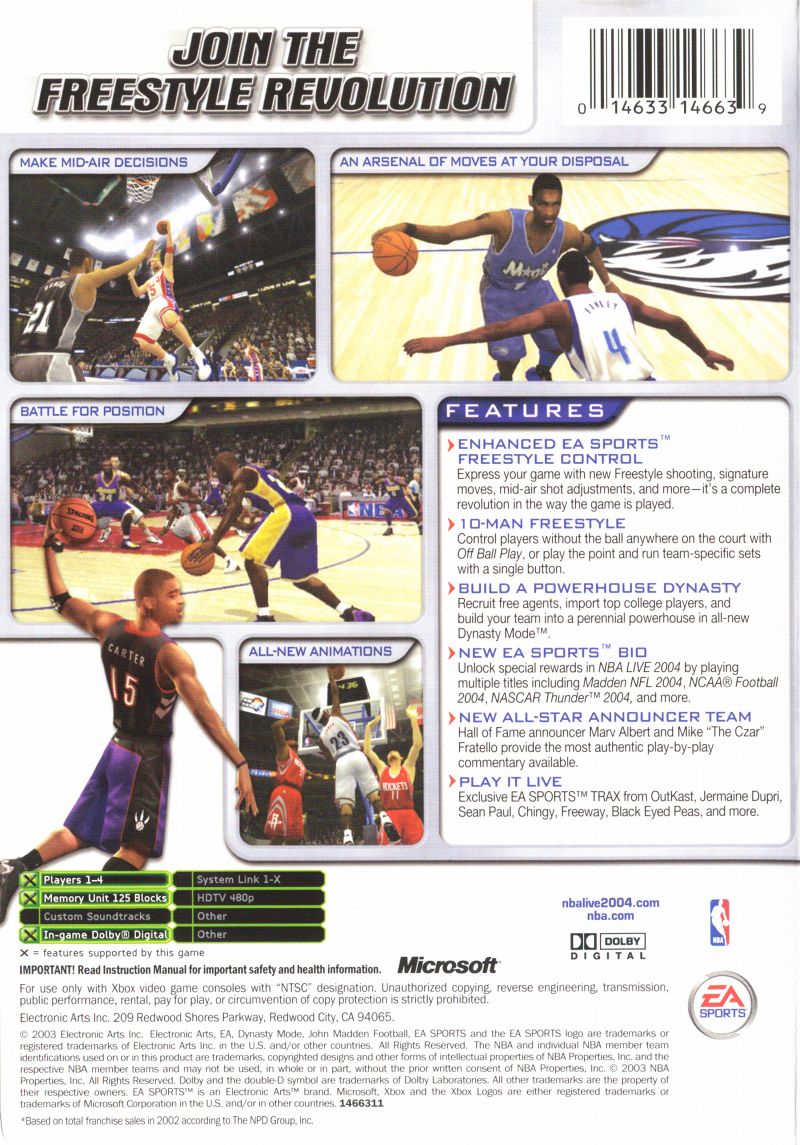 JOIN THE
FREESTYLE REVOLUTION
0 14633 14663 9
MAKE MID-AIR DECISIONS
21
AN ARSENAL OF MOVES AT YOUR DISPOSAL
Magic
1
FINLEY
4
BATTLE FOR POSITION
NBA
SPALDING
CARTER
15
ALL-NEW ANIMATIONS
4:36
23
ROCKETS
11
FEATURES
ENHANCED EA SPORTS™
FREESTYLE CONTROL
Express your game with new Freestyle shooting, signature
moves, mid-air shot adjustments, and more—it's a complete
revolution in the way the game is played.
10-MAN FREESTYLE
Control players without the ball anywhere on the court with
Off Ball Play, or play the point and run team-specific sets
with a single button.
BUILD A POWERHOUSE DYNASTY
Recruit free agents, import top college players, and
build your team into a perennial powerhouse in all-new
Dynasty Mode™.
NEW EA SPORTS™ BIO
Unlock special rewards in NBA LIVE 2004 by playing
multiple titles including Madden NFL 2004, NCAA® Football
2004, NASCAR Thunder™ 2004, and more.
NEW ALL-STAR ANNOUNCER TEAM
Hall of Fame announcer Marv Albert and Mike "The Czar"
Fratello provide the most authentic play-by-play
commentary available.
PLAY IT LIVE
Exclusive EA SPORTS™ TRAX from OutKast, Jermaine Dupri,
Sean Paul, Chingy, Freeway, Black Eyed Peas, and more.
X Players 1–4
System Link 1-X
X Memory Unit 125 Blocks
HDTV 480p
Custom Soundtracks
Other
X In-game Dolby® Digital
Other
X = features supported by this game
nbalive2004.com
nba.com
DOLBY
DIGITAL
NBA
IMPORTANT! Read Instruction Manual for important safety and health information.
Microsoft®
For use only with Xbox video game consoles with "NTSC" designation. Unauthorized copying, reverse engineering, transmission,
public performance, rental, pay for play, or circumvention of copy protection is strictly prohibited.
Electronic Arts Inc. 209 Redwood Shores Parkway, Redwood City, CA 94065.
EA
SPORTS™
© 2003 Electronic Arts Inc. Electronic Arts, EA, Dynasty Mode, John Madden Football, EA SPORTS and the EA SPORTS logo are trademarks or
registered trademarks of Electronic Arts Inc. in the U.S. and/or other countries. All Rights Reserved. The NBA and individual NBA member team
identifications used on or in this product are trademarks, copyrighted designs and other forms of intellectual properties of NBA Properties, Inc. and the
respective NBA member teams and may not be used, in whole or in part, without the prior written consent of NBA Properties, Inc. © 2003 NBA
Properties, Inc. All Rights Reserved. Dolby and the double-D symbol are trademarks of Dolby Laboratories. All other trademarks are the property of
their respective owners. EA SPORTS™ is an Electronic Arts™ brand. Microsoft, Xbox and the Xbox Logos are either registered trademarks or
trademarks of Microsoft Corporation in the U.S. and/or in other countries. 1466311
*Based on total franchise sales in 2002 according to The NPD Group, Inc.